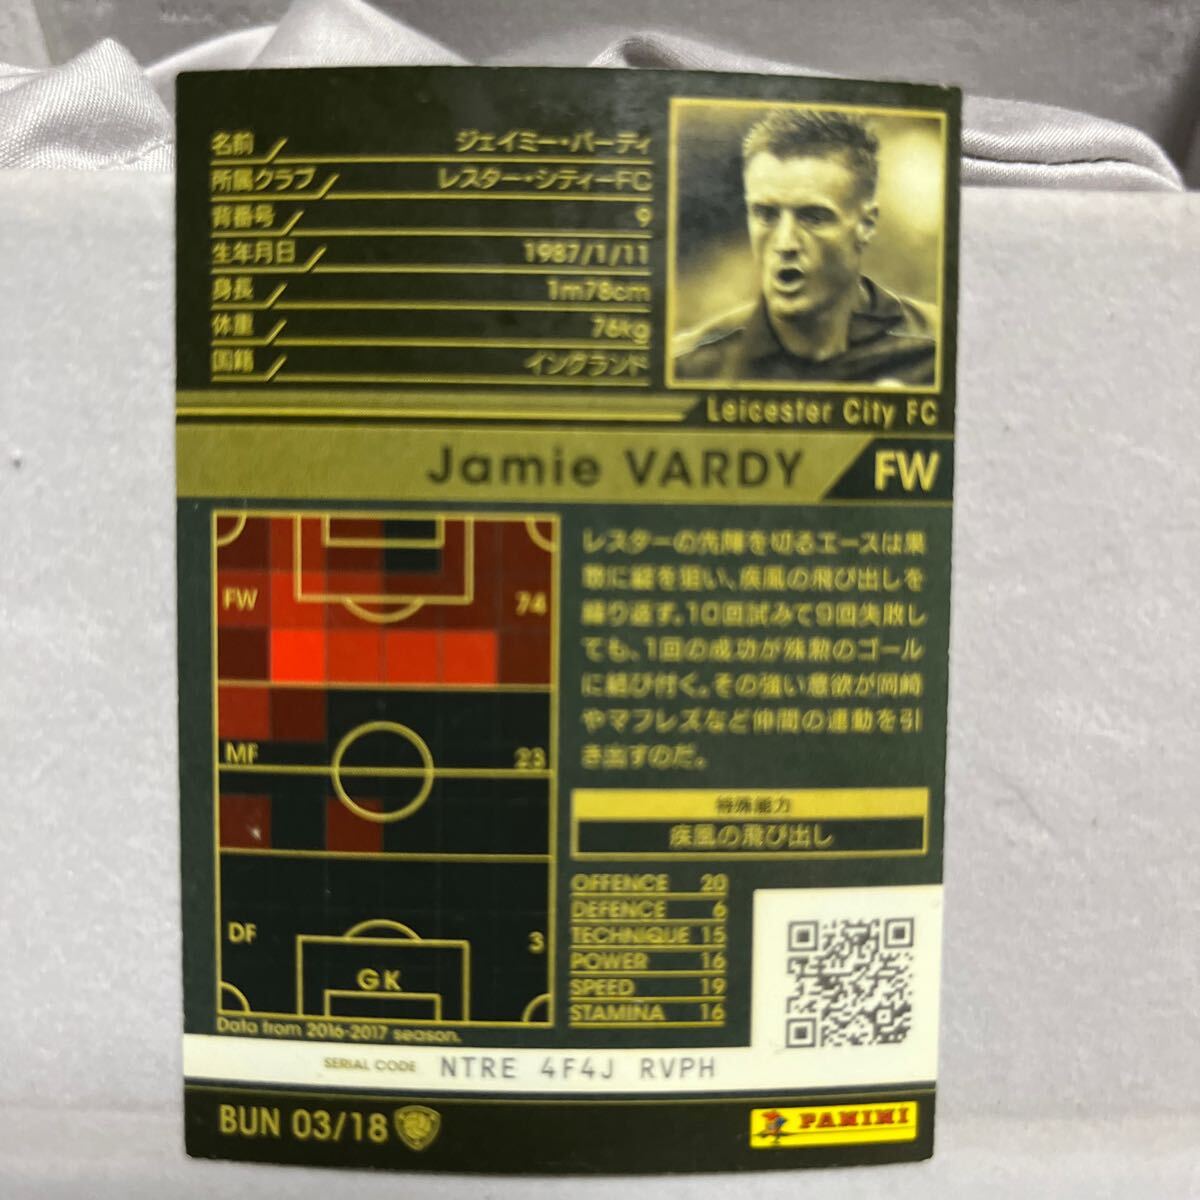 名前 ジェイミー・バーディ
所属クラブ レスター・シティーFC
背番号 9
生年月日 1987/1/11
身長 1m78cm
体重 76kg
国籍 イングランド
Leicester City FC
Jamie VARDY FW
FW 74
MF 23
DF 3
GK
Data from 2016-2017 season.
レスターの先陣を切るエースは果
敢に縦を狙い、疾風の飛び出しを
繰り返す。10回試みて9回失敗し
ても、1回の成功が殊勲のゴール
に結び付く。その強い意欲が岡崎
やマフレズなど仲間の連動を引
き出すのだ。
特殊能力
疾風の飛び出し
OFFENCE 20
DEFENCE 6
TECHNIQUE 15
POWER 16
SPEED 19
STAMINA 16
SERIAL CODE NTRE 4F4J RVPH
BUN 03/18
PANINI